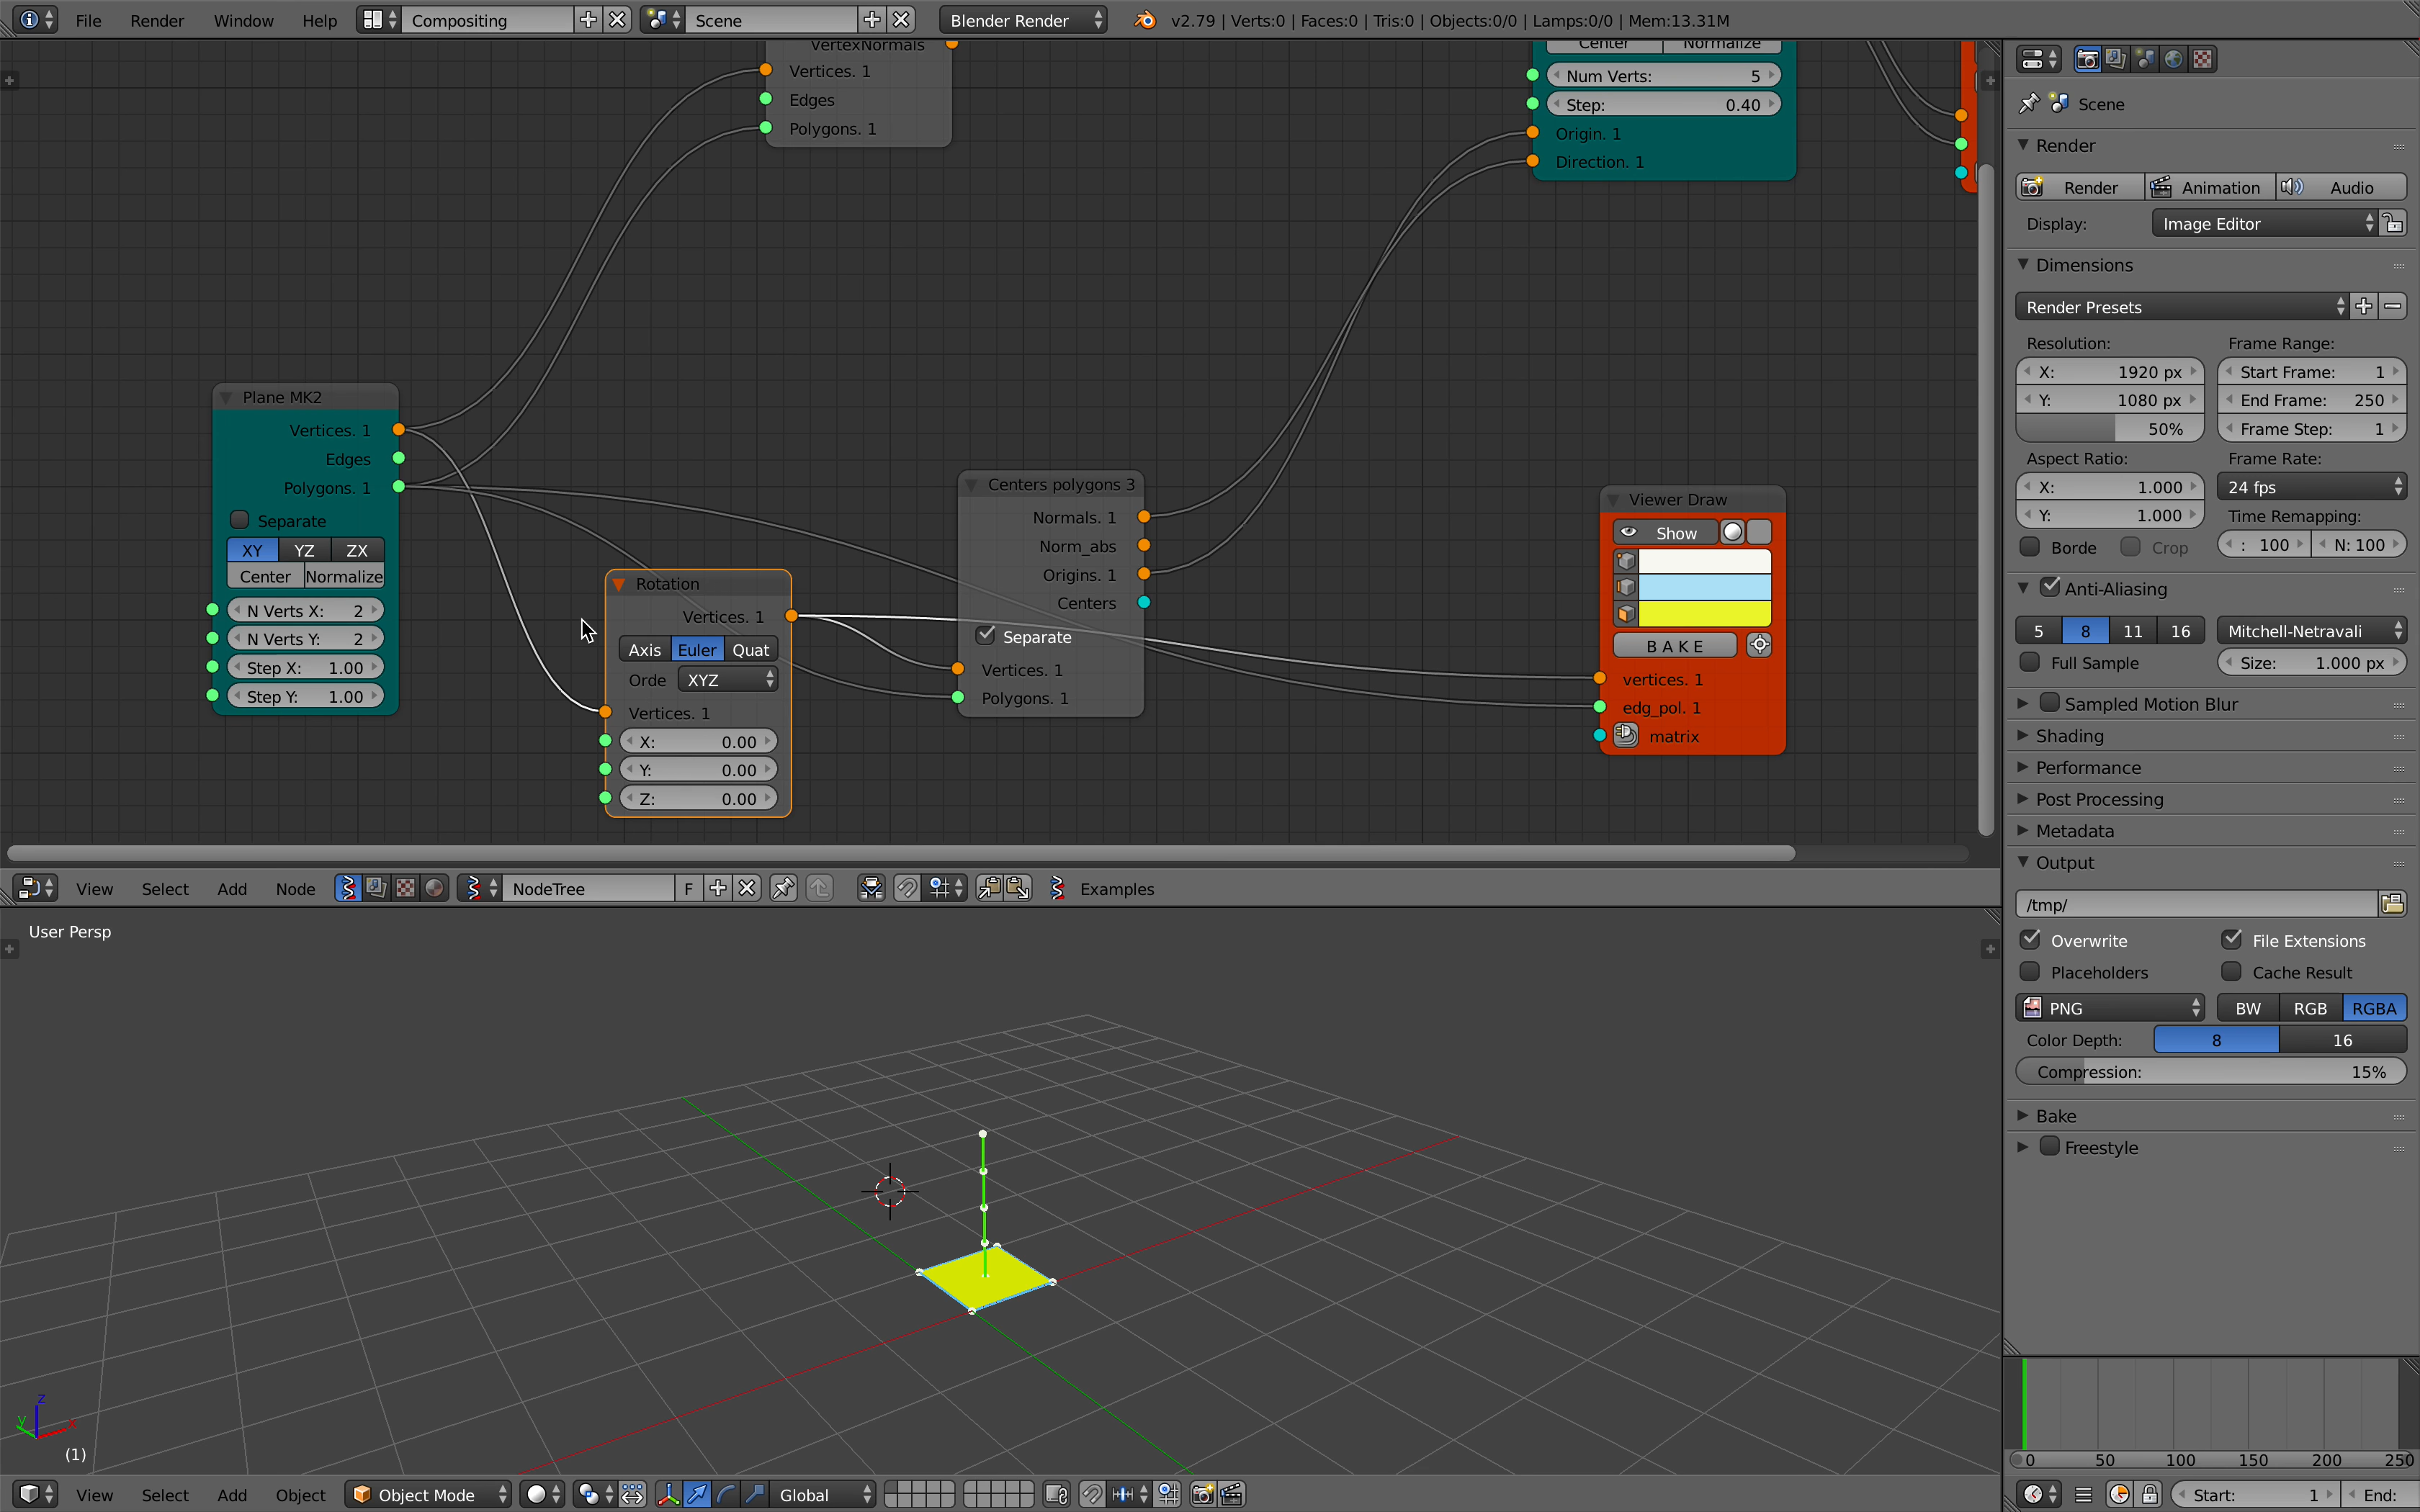 File Render Window Help Compositing Scene Blender Render v2.79 | Verts:0 | Faces:0 | Tris:0 | Objects:0/0 | Lamps:0/0 | Mem:13.31M
VertexNormals
Vertices. 1
Edges
Polygons. 1
Center Normalize
Num Verts: 5
Step: 0.40
Origin. 1
Direction. 1
Plane MK2
Vertices. 1
Edges
Polygons. 1
Separate
XY YZ ZX
Center Normalize
N Verts X: 2
N Verts Y: 2
Step X: 1.00
Step Y: 1.00
Rotation
Vertices. 1
Axis Euler Quat
Orde XYZ
Vertices. 1
X: 0.00
Y: 0.00
Z: 0.00
Centers polygons 3
Normals. 1
Norm_abs
Origins. 1
Centers
Separate
Vertices. 1
Polygons. 1
Viewer Draw
Show
B A K E
vertices. 1
edg_pol. 1
matrix
View Select Add Node NodeTree F Examples
User Persp
z
y
x
(1)
View Select Add Object Object Mode Global
Scene
Render
Render Animation Audio
Display: Image Editor
Dimensions
Render Presets
Resolution: Frame Range:
X: 1920 px Start Frame: 1
Y: 1080 px End Frame: 250
50% Frame Step: 1
Aspect Ratio: Frame Rate:
X: 1.000 24 fps
Y: 1.000 Time Remapping:
Borde Crop : 100 N: 100
Anti-Aliasing
5 8 11 16 Mitchell-Netravali
Full Sample Size: 1.000 px
Sampled Motion Blur
Shading
Performance
Post Processing
Metadata
Output
/tmp/
Overwrite File Extensions
Placeholders Cache Result
PNG BW RGB RGBA
Color Depth: 8 16
Compression: 15%
Bake
Freestyle
0 50 100 150 200 250
Start: 1 End: